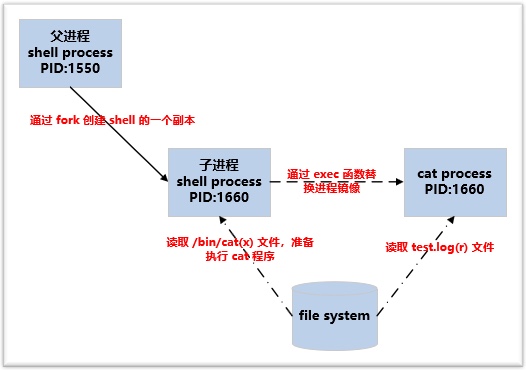 父进程
shell process
PID:1550
通过 fork 创建 shell 的一个副本
子进程
shell process
PID:1660
通过 exec 函数替
换进程镜像
cat process
PID:1660
读取 /bin/cat(x) 文件，准备
执行 cat 程序
读取 test.log(r) 文件
file system